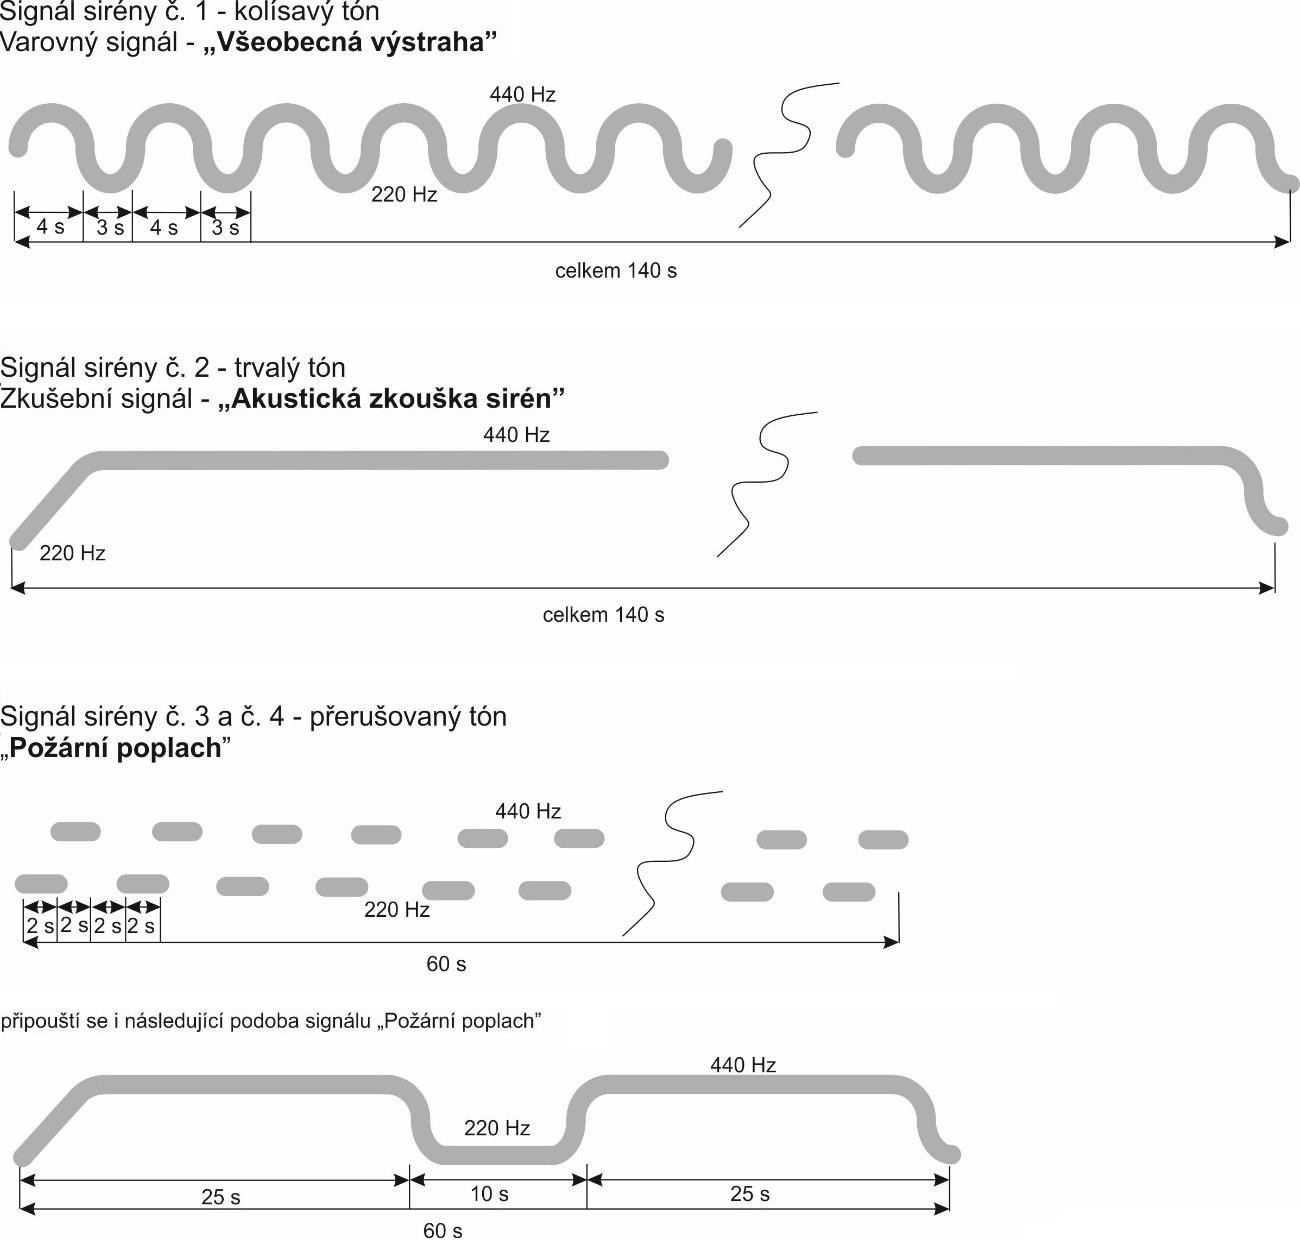 Signál sirény č. 1 - kolísavý tón
Varovný signál - „Všeobecná výstraha”
440 Hz
220 Hz
4 s 3 s 4 s 3 s
celkem 140 s
Signál sirény č. 2 - trvalý tón
Zkušební signál - „Akustická zkouška sirén”
440 Hz
220 Hz
celkem 140 s
Signál sirény č. 3 a č. 4 - přerušovaný tón
„Požární poplach”
440 Hz
220 Hz
2 s 2 s 2 s 2 s
60 s
připouští se i následující podoba signálu „Požární poplach”
440 Hz
220 Hz
25 s 10 s 25 s
60 s